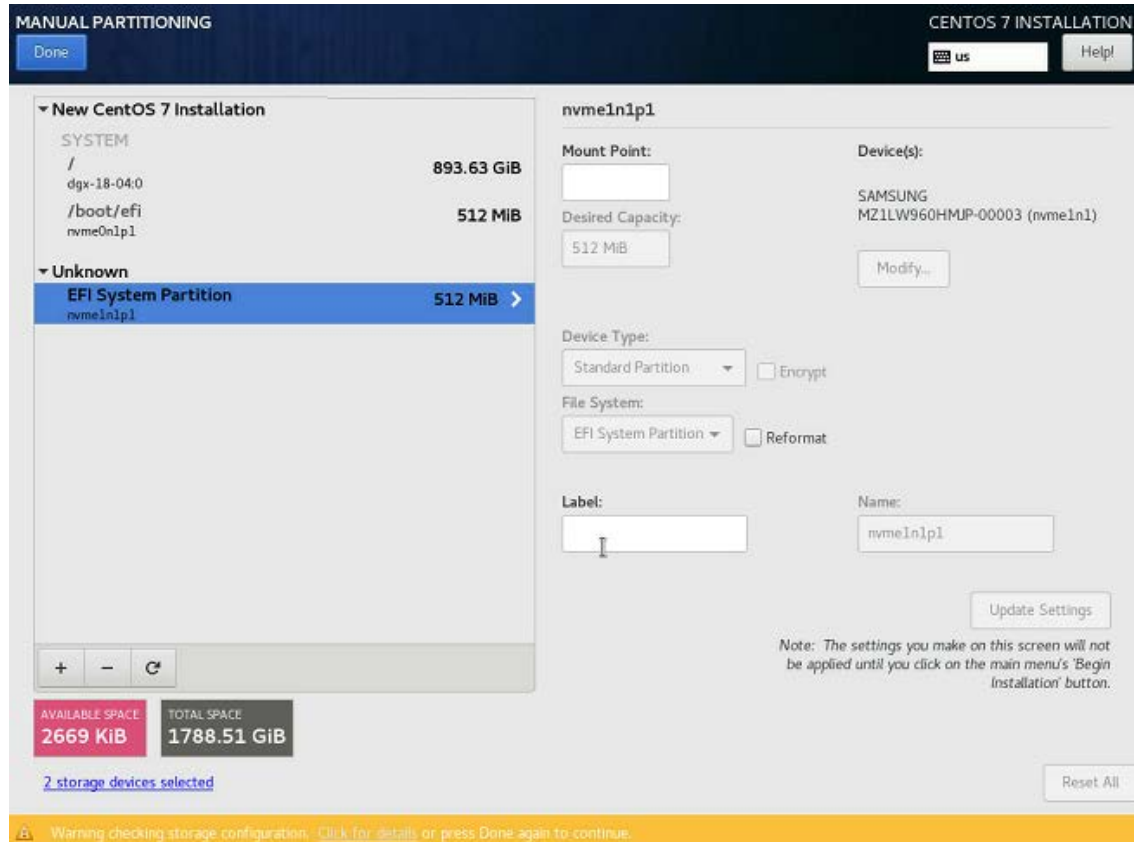 MANUAL PARTITIONING
CENTOS 7 INSTALLATION
Done
us
Help!
New CentOS 7 Installation
SYSTEM
/
893.63 GiB
dgx-18-04:0
/boot/efi
512 MiB
nvme0n1p1
Unknown
EFI System Partition
512 MiB
nvme1n1p1
+ −
AVAILABLE SPACE
2669 KiB
TOTAL SPACE
1788.51 GiB
2 storage devices selected
nvme1n1p1
Mount Point:
Device(s):
SAMSUNG
MZ1LW960HMJP-00003 (nvme1n1)
Desired Capacity:
512 MiB
Modify...
Device Type:
Standard Partition
Encrypt
File System:
EFI System Partition
Reformat
Label:
Name:
nvme1n1p1
Update Settings
Note: The settings you make on this screen will not
be applied until you click on the main menu's 'Begin
Installation' button.
Reset All
Warning checking storage configuration. Click for details or press Done again to continue.